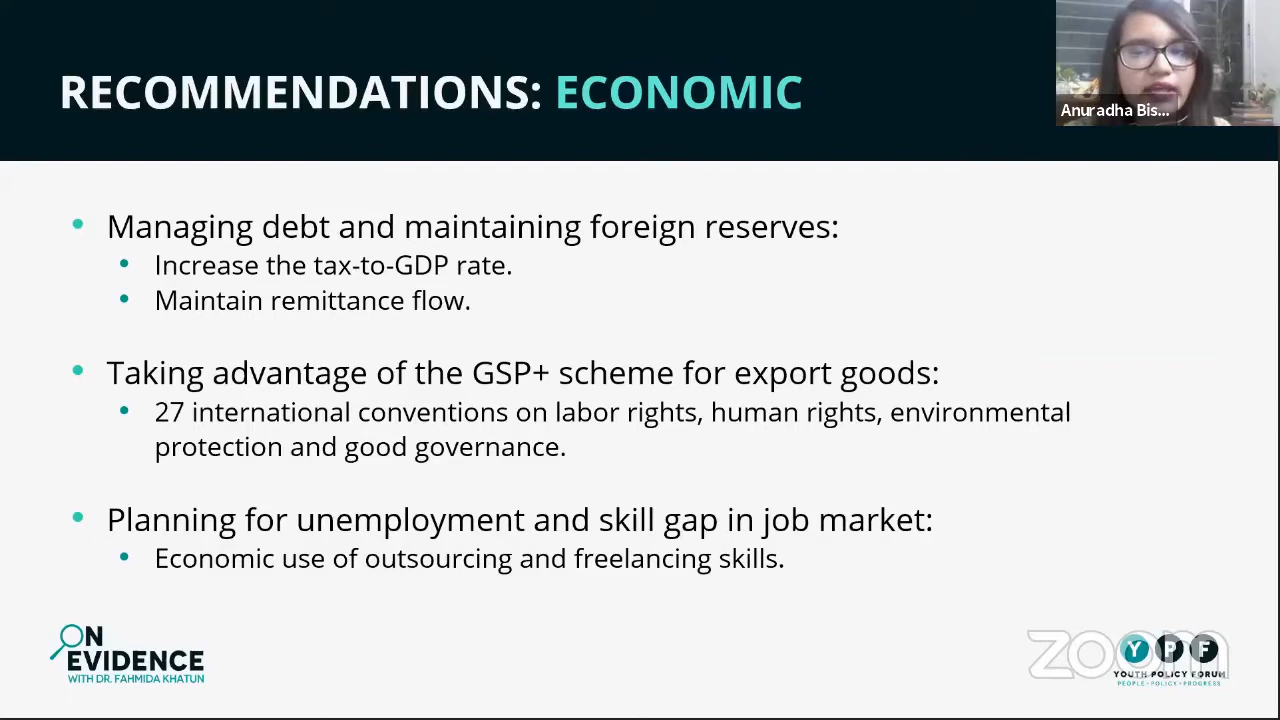 RECOMMENDATIONS: ECONOMIC
Anuradha Bis...
• Managing debt and maintaining foreign reserves:
• Increase the tax-to-GDP rate.
• Maintain remittance flow.
• Taking advantage of the GSP+ scheme for export goods:
• 27 international conventions on labor rights, human rights, environmental
protection and good governance.
• Planning for unemployment and skill gap in job market:
• Economic use of outsourcing and freelancing skills.
ON
EVIDENCE
WITH DR. FAHMIDA KHATUN
zoom
Y P F
YOUTH POLICY FORUM
PEOPLE • POLICY • PROGRESS